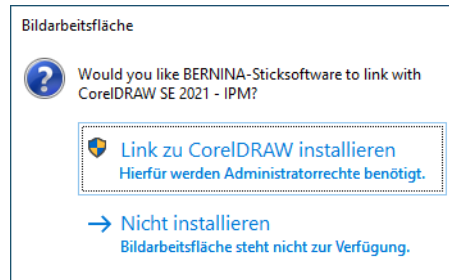 Bildarbeitsfläche
Would you like BERNINA-Sticksoftware to link with
CorelDRAW SE 2021 - IPM?
Link zu CorelDRAW installieren
Hierfür werden Administratorrechte benötigt.
Nicht installieren
Bildarbeitsfläche steht nicht zur Verfügung.